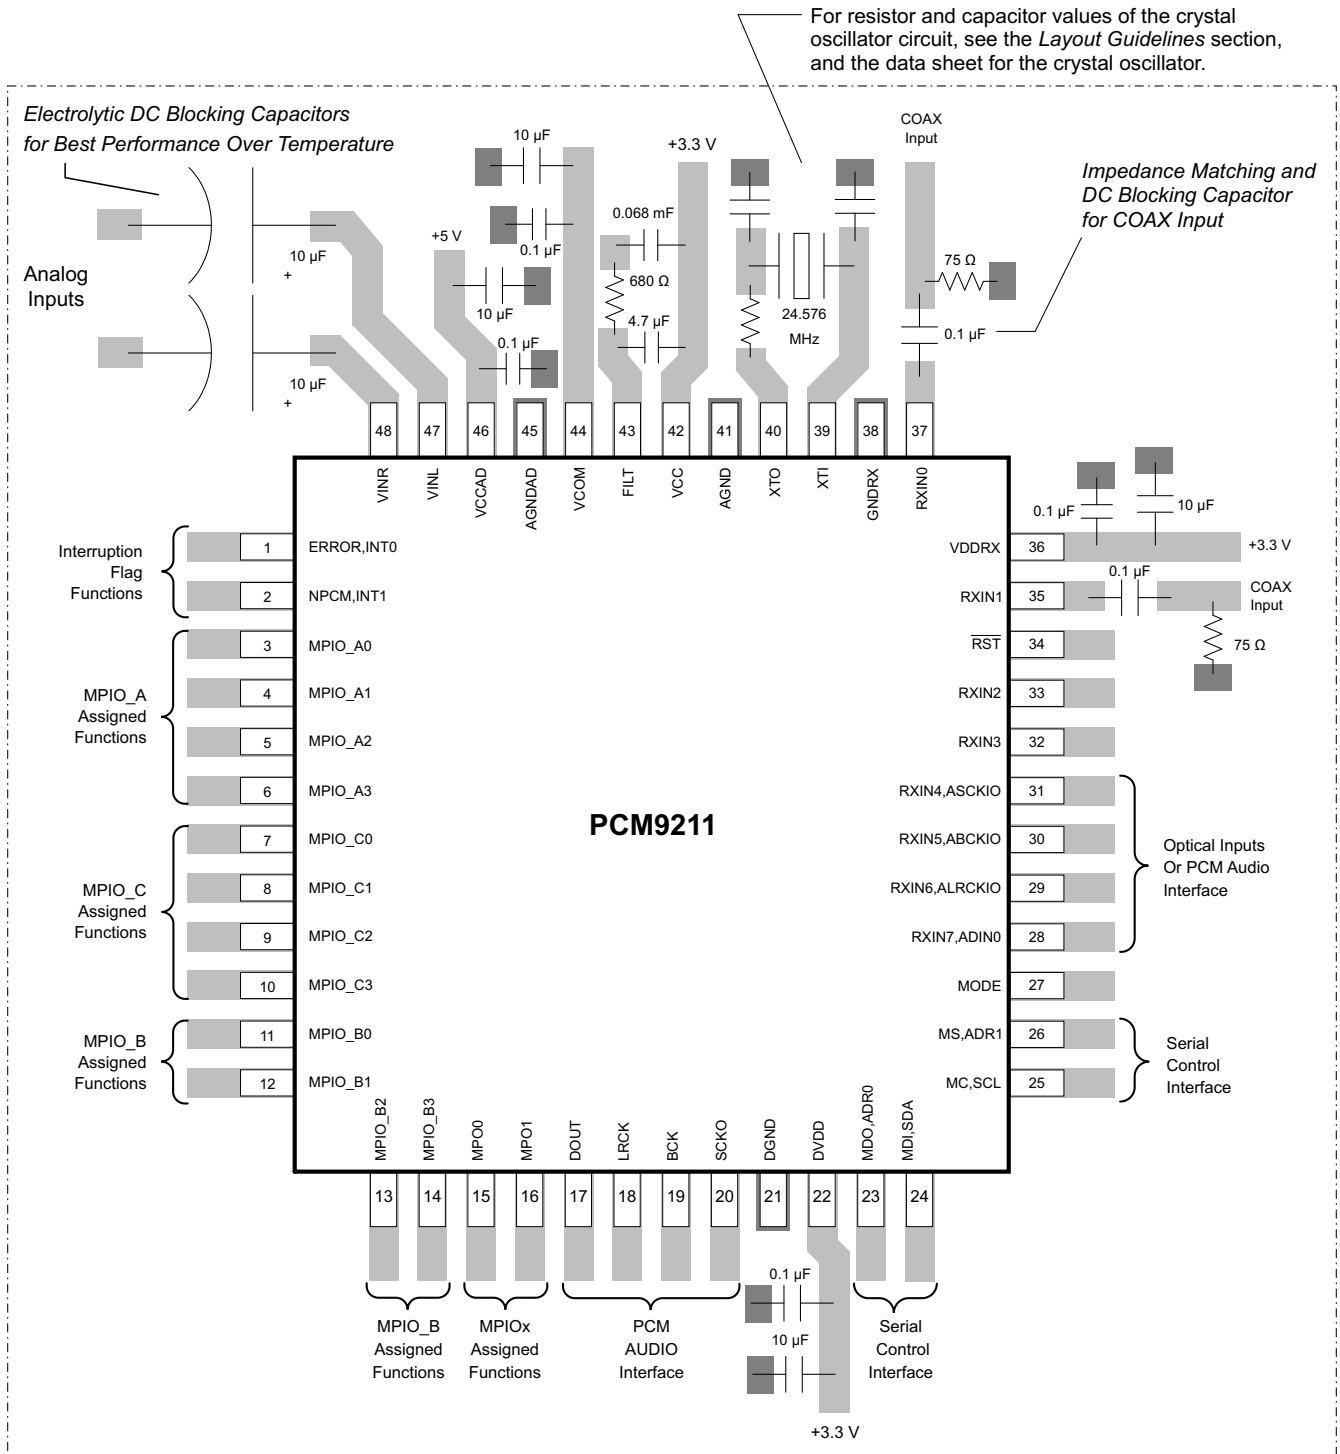 For resistor and capacitor values of the crystal
oscillator circuit, see the Layout Guidelines section,
and the data sheet for the crystal oscillator.
Electrolytic DC Blocking Capacitors
for Best Performance Over Temperature
Analog
Inputs
10 µF
+
10 µF
+
+5 V
10 µF
0.1 µF
10 µF
0.1 µF
0.068 mF
680 Ω
4.7 µF
+3.3 V
24.576
MHz
COAX
Input
75 Ω
0.1 µF
Impedance Matching and
DC Blocking Capacitor
for COAX Input
48
47
46
45
44
43
42
41
40
39
38
37
VINR
VINL
VCCAD
AGNDAD
VCOM
FILT
VCC
AGND
XTO
XTI
GNDRX
RXIN0
Interruption
Flag
Functions
1 ERROR,INT0
2 NPCM,INT1
MPIO_A
Assigned
Functions
3 MPIO_A0
4 MPIO_A1
5 MPIO_A2
6 MPIO_A3
MPIO_C
Assigned
Functions
7 MPIO_C0
8 MPIO_C1
9 MPIO_C2
10 MPIO_C3
MPIO_B
Assigned
Functions
11 MPIO_B0
12 MPIO_B1
PCM9211
0.1 µF
10 µF
VDDRX 36
+3.3 V
0.1 µF
RXIN1 35
COAX
Input
75 Ω
RST 34
RXIN2 33
RXIN3 32
RXIN4,ASCKIO 31
RXIN5,ABCKIO 30
RXIN6,ALRCKIO 29
RXIN7,ADIN0 28
Optical Inputs
Or PCM Audio
Interface
MODE 27
MS,ADR1 26
MC,SCL 25
Serial
Control
Interface
MPIO_B2
MPIO_B3
MPO0
MPO1
DOUT
LRCK
BCK
SCKO
DGND
DVDD
MDO,ADR0
MDI,SDA
13
14
15
16
17
18
19
20
21
22
23
24
MPIO_B
Assigned
Functions
MPIOx
Assigned
Functions
PCM
AUDIO
Interface
0.1 µF
10 µF
+3.3 V
Serial
Control
Interface